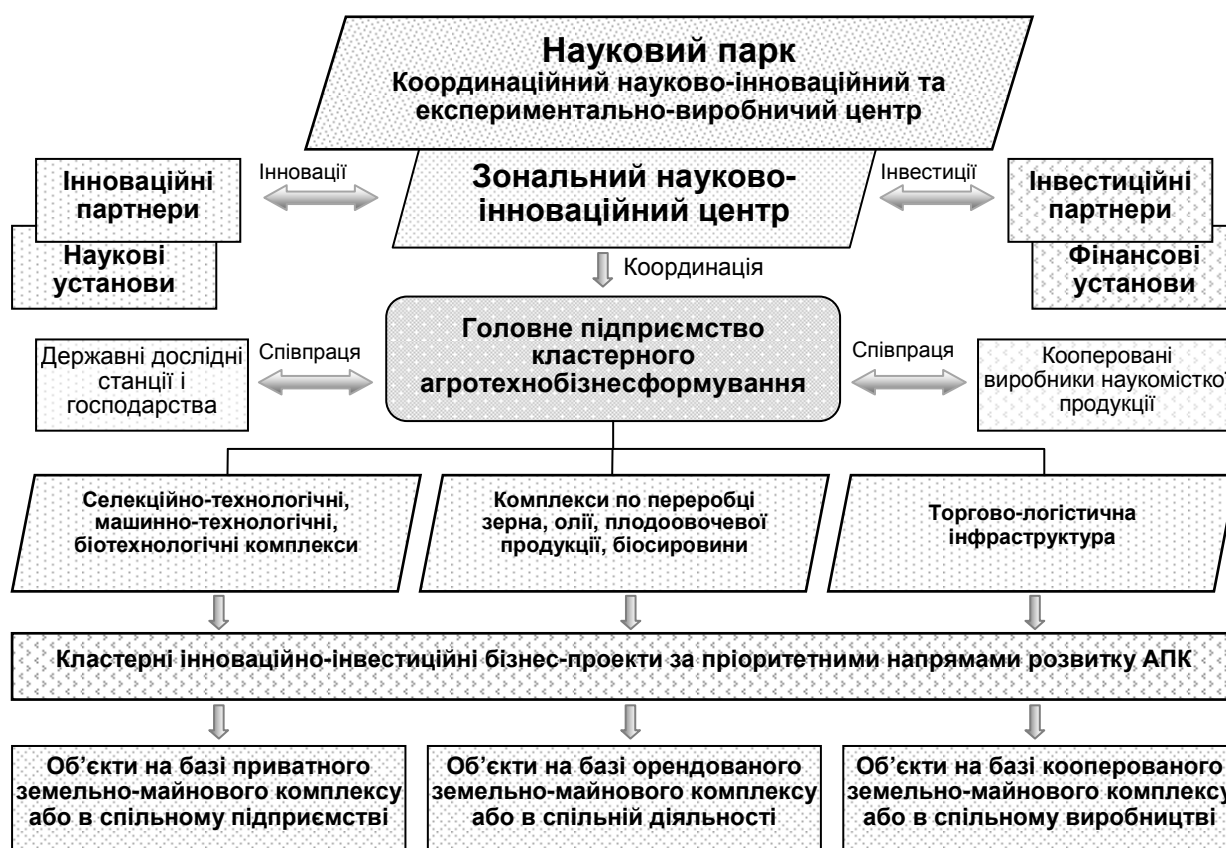 Науковий парк
Координаційний науково-інноваційний та
експериментально-виробничий центр
Інноваційні
партнери
Наукові
установи
Інновації
Зональний науково-
інноваційний центр
Інвестиції
Інвестиційні
партнери
Фінансові
установи
Координація
Державні дослідні
станції і
господарства
Співпраця
Головне підприємство
кластерного
агротехнобізнесформування
Співпраця
Кооперовані
виробники наукомісткої
продукції
Селекційно-технологічні,
машинно-технологічні,
біотехнологічні комплекси
Комплекси по переробці
зерна, олії, плодоовочевої
продукції, біосировини
Торгово-логістична
інфраструктура
Кластерні інноваційно-інвестиційні бізнес-проекти за пріоритетними напрямами розвитку АПК
Об’єкти на базі приватного
земельно-майнового комплексу
або в спільному підприємстві
Об’єкти на базі орендованого
земельно-майнового комплексу
або в спільній діяльності
Об’єкти на базі кооперованого
земельно-майнового комплексу
або в спільному виробництві